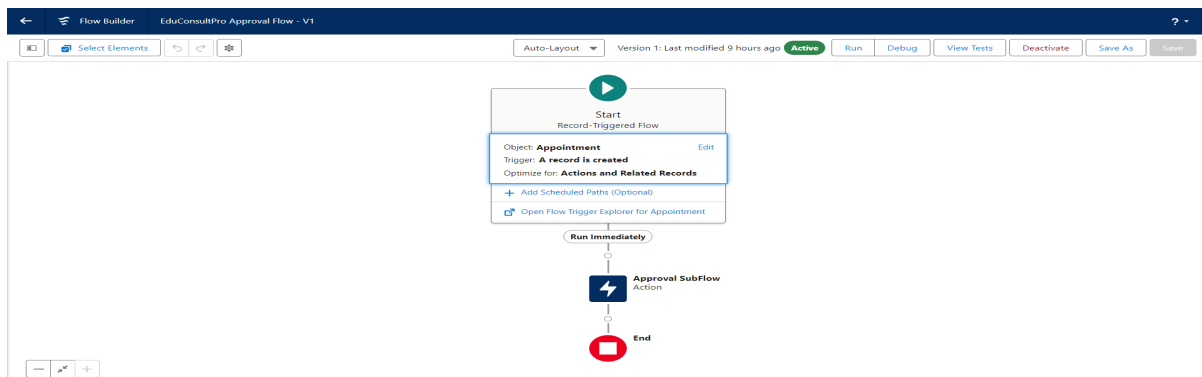 Flow Builder EduConsultPro Approval Flow - V1 ?
Select Elements Auto-Layout Version 1: Last modified 9 hours ago Active Run Debug View Tests Deactivate Save As Save
Start
Record-Triggered Flow
Object: Appointment Edit
Trigger: A record is created
Optimize for: Actions and Related Records
+ Add Scheduled Paths (Optional)
Open Flow Trigger Explorer for Appointment
Run Immediately
Approval SubFlow
Action
End